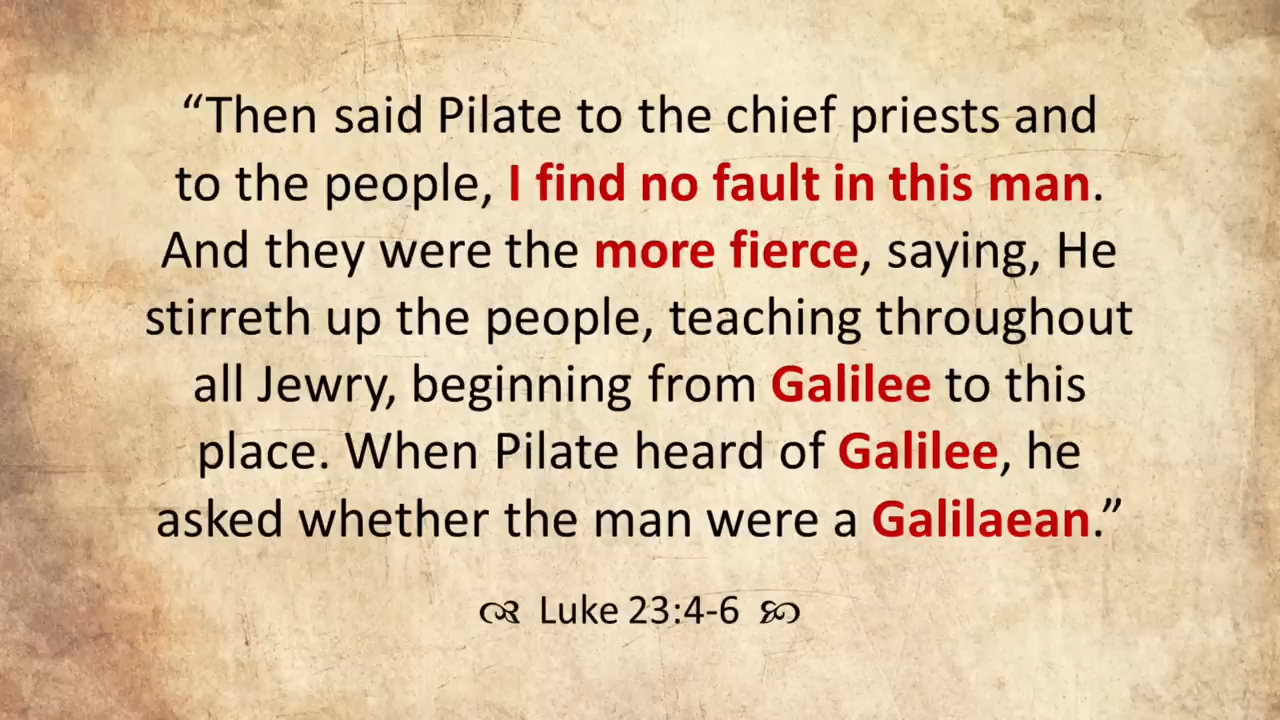 “Then said Pilate to the chief priests and
to the people, I find no fault in this man.
And they were the more fierce, saying, He
stirreth up the people, teaching throughout
all Jewry, beginning from Galilee to this
place. When Pilate heard of Galilee, he
asked whether the man were a Galilaean.”
Luke 23:4-6